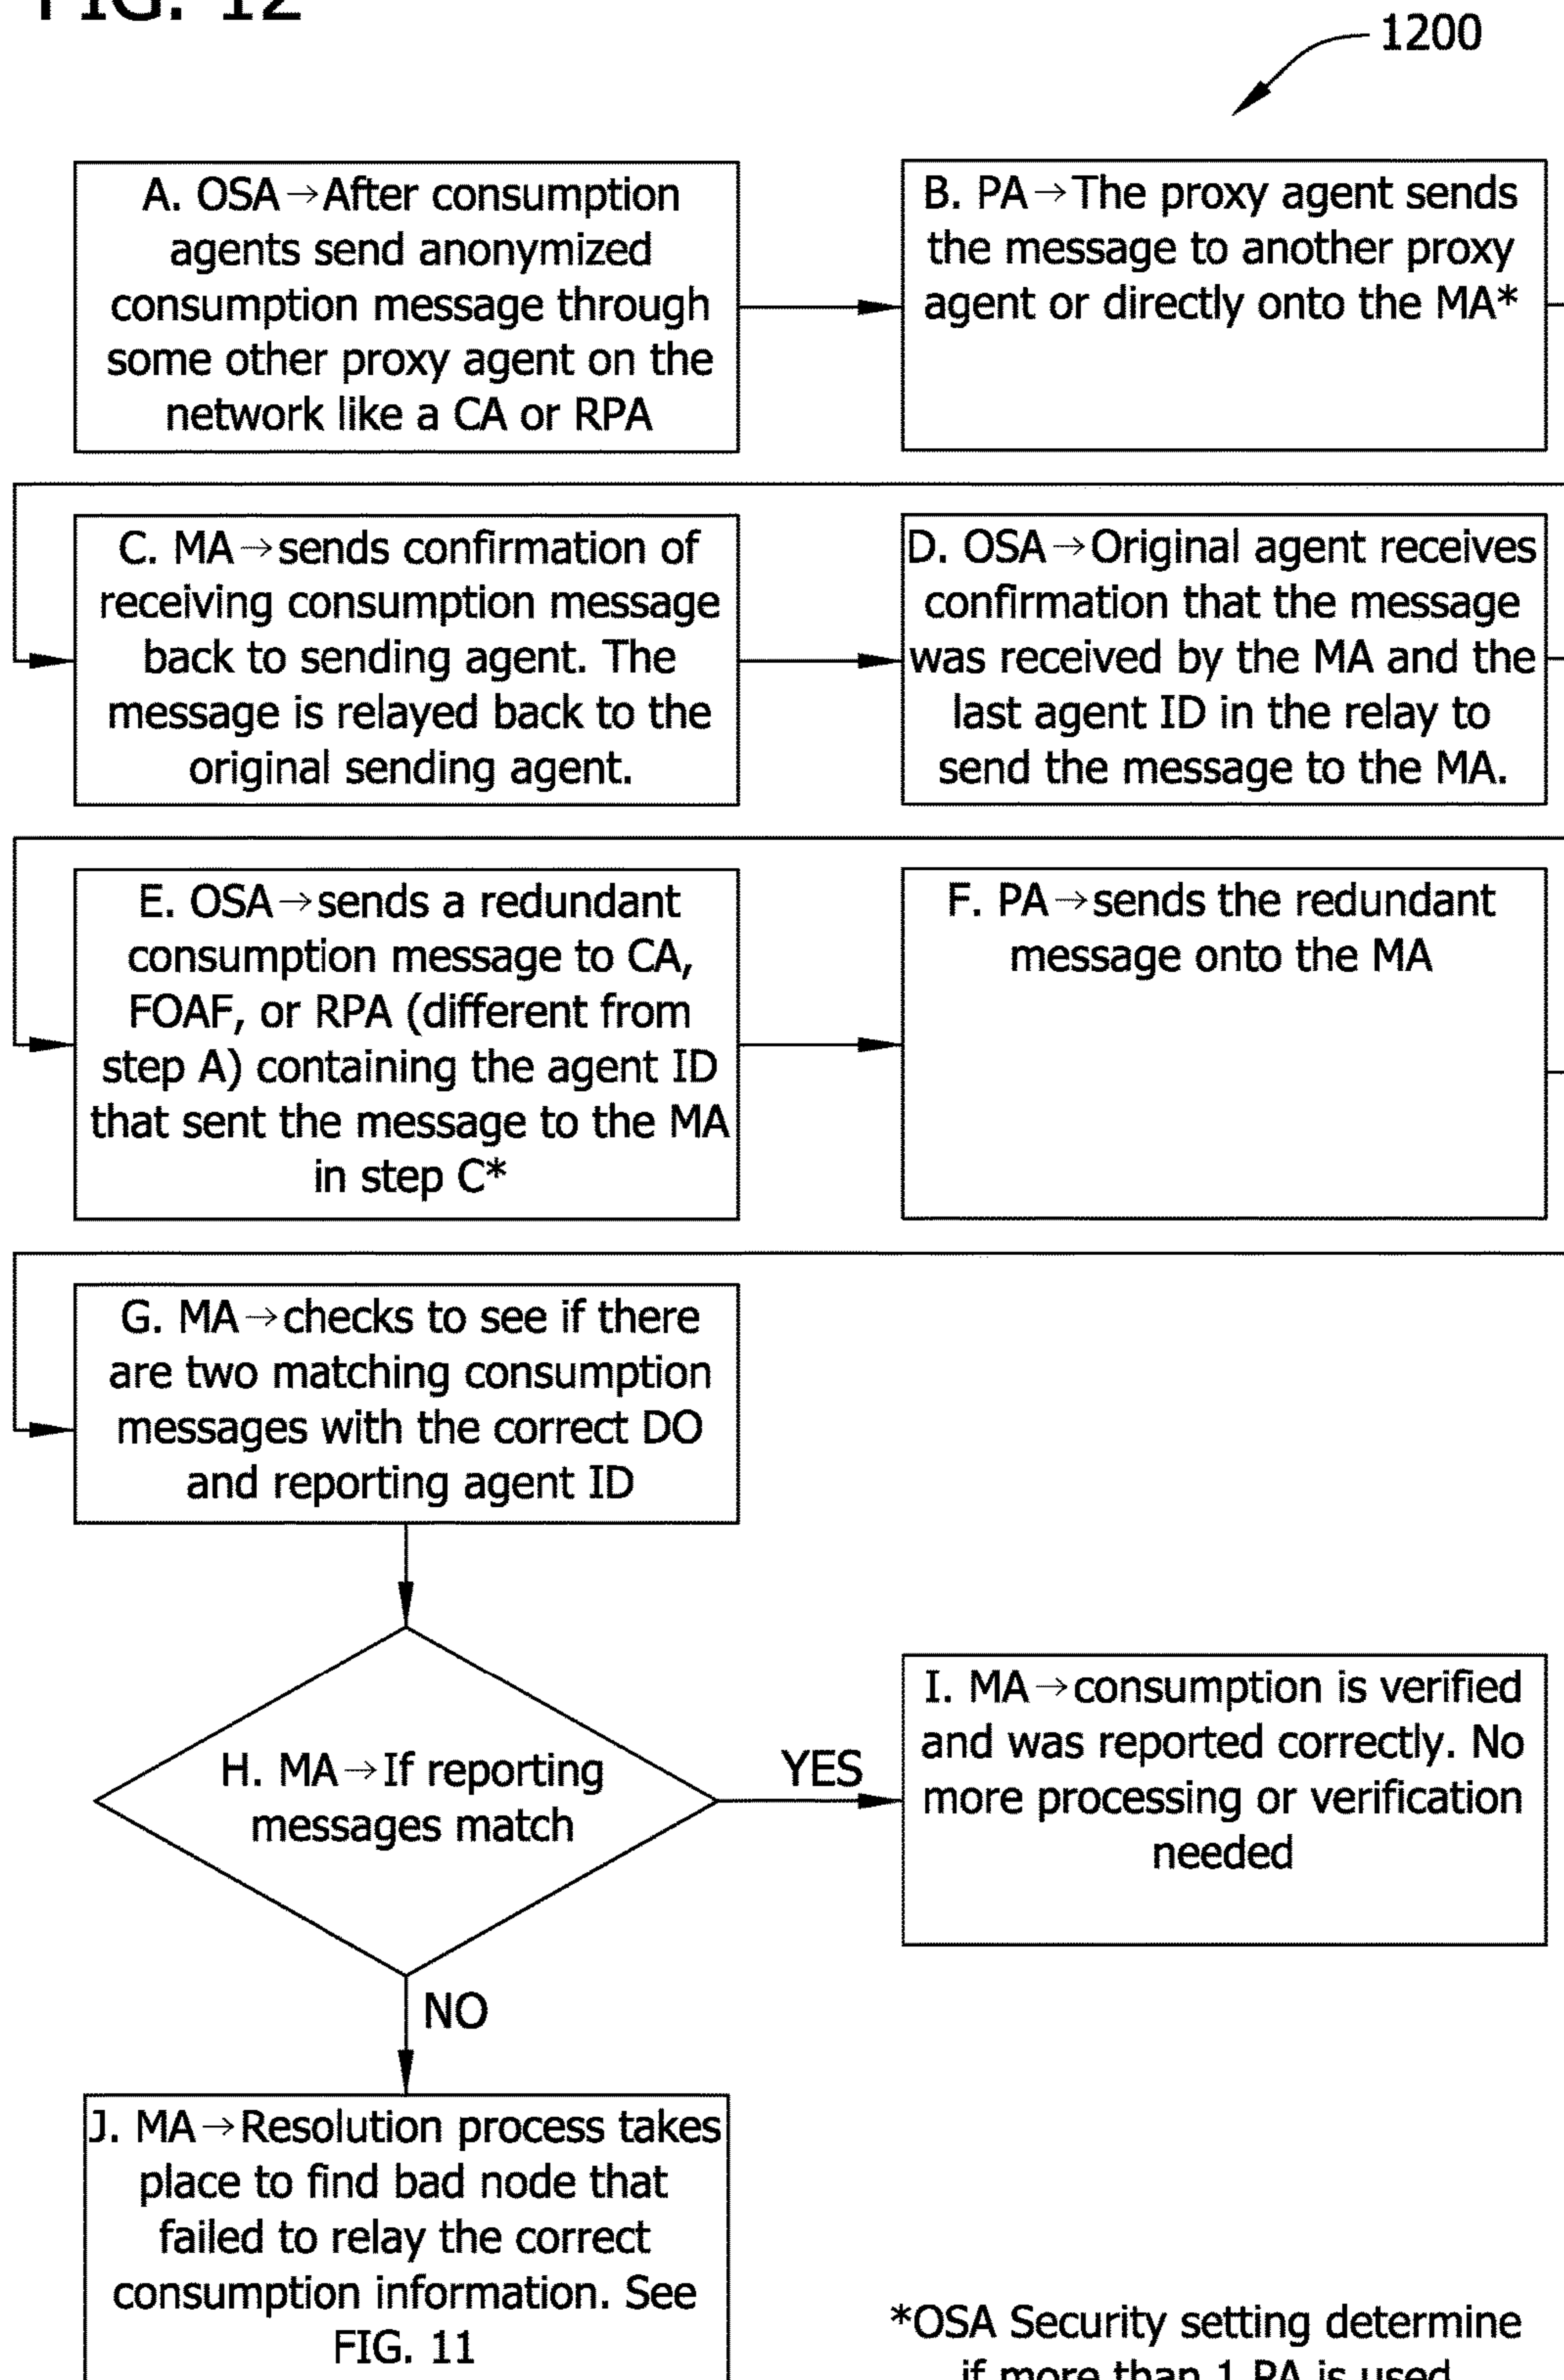 FIG. 12
1200
A. OSA→After consumption
agents send anonymized
consumption message through
some other proxy agent on the
network like a CA or RPA
B. PA→The proxy agent sends
the message to another proxy
agent or directly onto the MA*
C. MA→sends confirmation of
receiving consumption message
back to sending agent. The
message is relayed back to the
original sending agent.
D. OSA→Original agent receives
confirmation that the message
was received by the MA and the
last agent ID in the relay to
send the message to the MA.
E. OSA→sends a redundant
consumption message to CA,
FOAF, or RPA (different from
step A) containing the agent ID
that sent the message to the MA
in step C*
F. PA→sends the redundant
message onto the MA
G. MA→checks to see if there
are two matching consumption
messages with the correct DO
and reporting agent ID
H. MA→If reporting
messages match
YES
I. MA→consumption is verified
and was reported correctly. No
more processing or verification
needed
NO
J. MA→Resolution process takes
place to find bad node that
failed to relay the correct
consumption information. See
FIG. 11
*OSA Security setting determine
if more than 1 PA is used